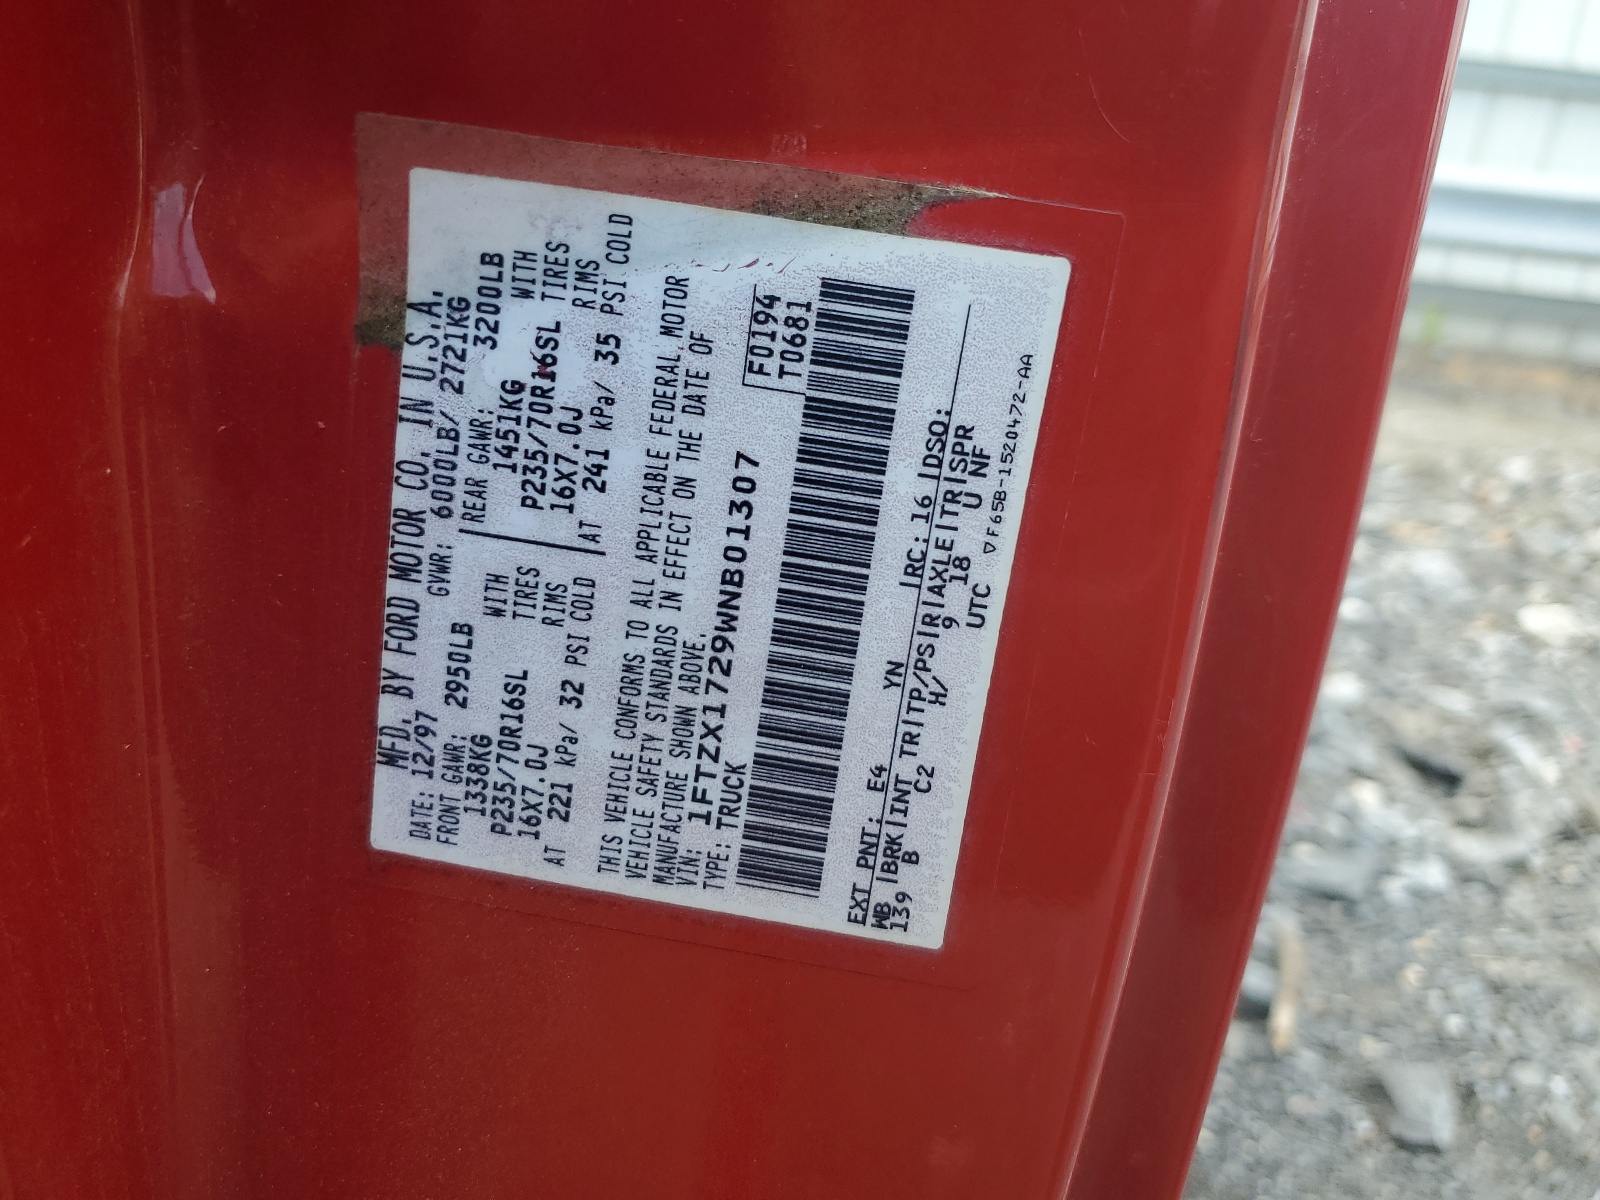 MFD. BY FORD MOTOR CO. IN U.S.A.
DATE: 12/97 GVWR: 6000LB/ 2721KG
FRONT GAWR: 2950LB REAR GAWR: 3200LB
1338KG WITH 1451KG WITH
P235/70R16SL TIRES P235/70R16SL TIRES
16X7.0J RIMS 16X7.0J RIMS
AT 221 kPa/ 32 PSI COLD AT 241 kPa/ 35 PSI COLD
THIS VEHICLE CONFORMS TO ALL APPLICABLE FEDERAL MOTOR
VEHICLE SAFETY STANDARDS IN EFFECT ON THE DATE OF
MANUFACTURE SHOWN ABOVE.
VIN: 1FTZX1729WNB01307 F0194
TYPE: TRUCK T0681
EXT PNT: E4 YN RC: 16 DSO:
WB BRK INT TR TP/PS R AXLE TR SPR
139 B C2 H/ 9 18 U NF
UTC
▽F65B-1520472-AA